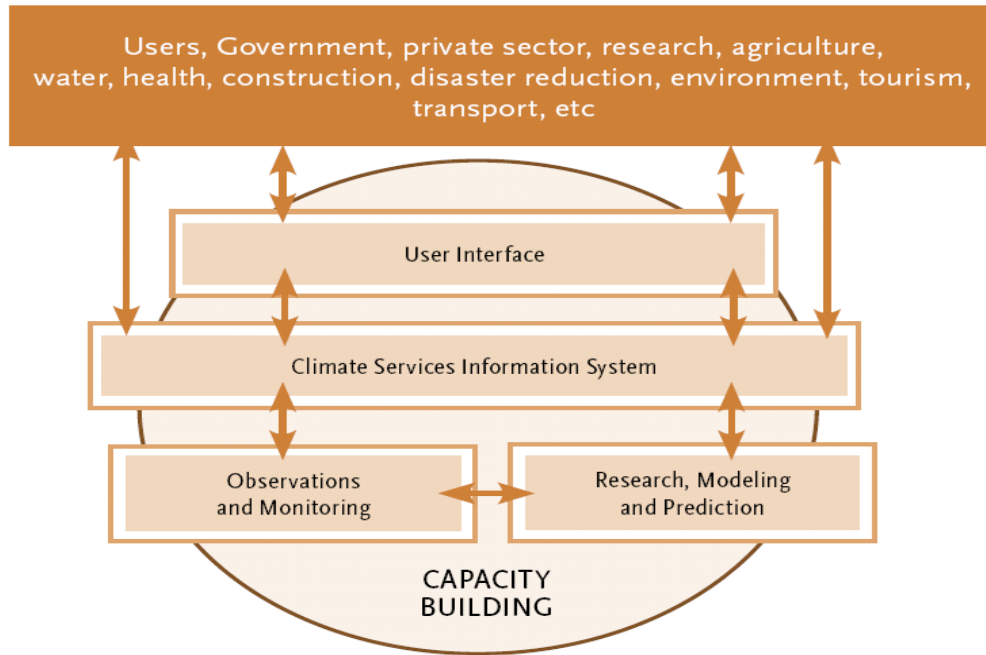 Users, Government, private sector, research, agriculture,
water, health, construction, disaster reduction, environment, tourism,
transport, etc
User Interface
Climate Services Information System
Observations
and Monitoring
Research, Modeling
and Prediction
CAPACITY
BUILDING